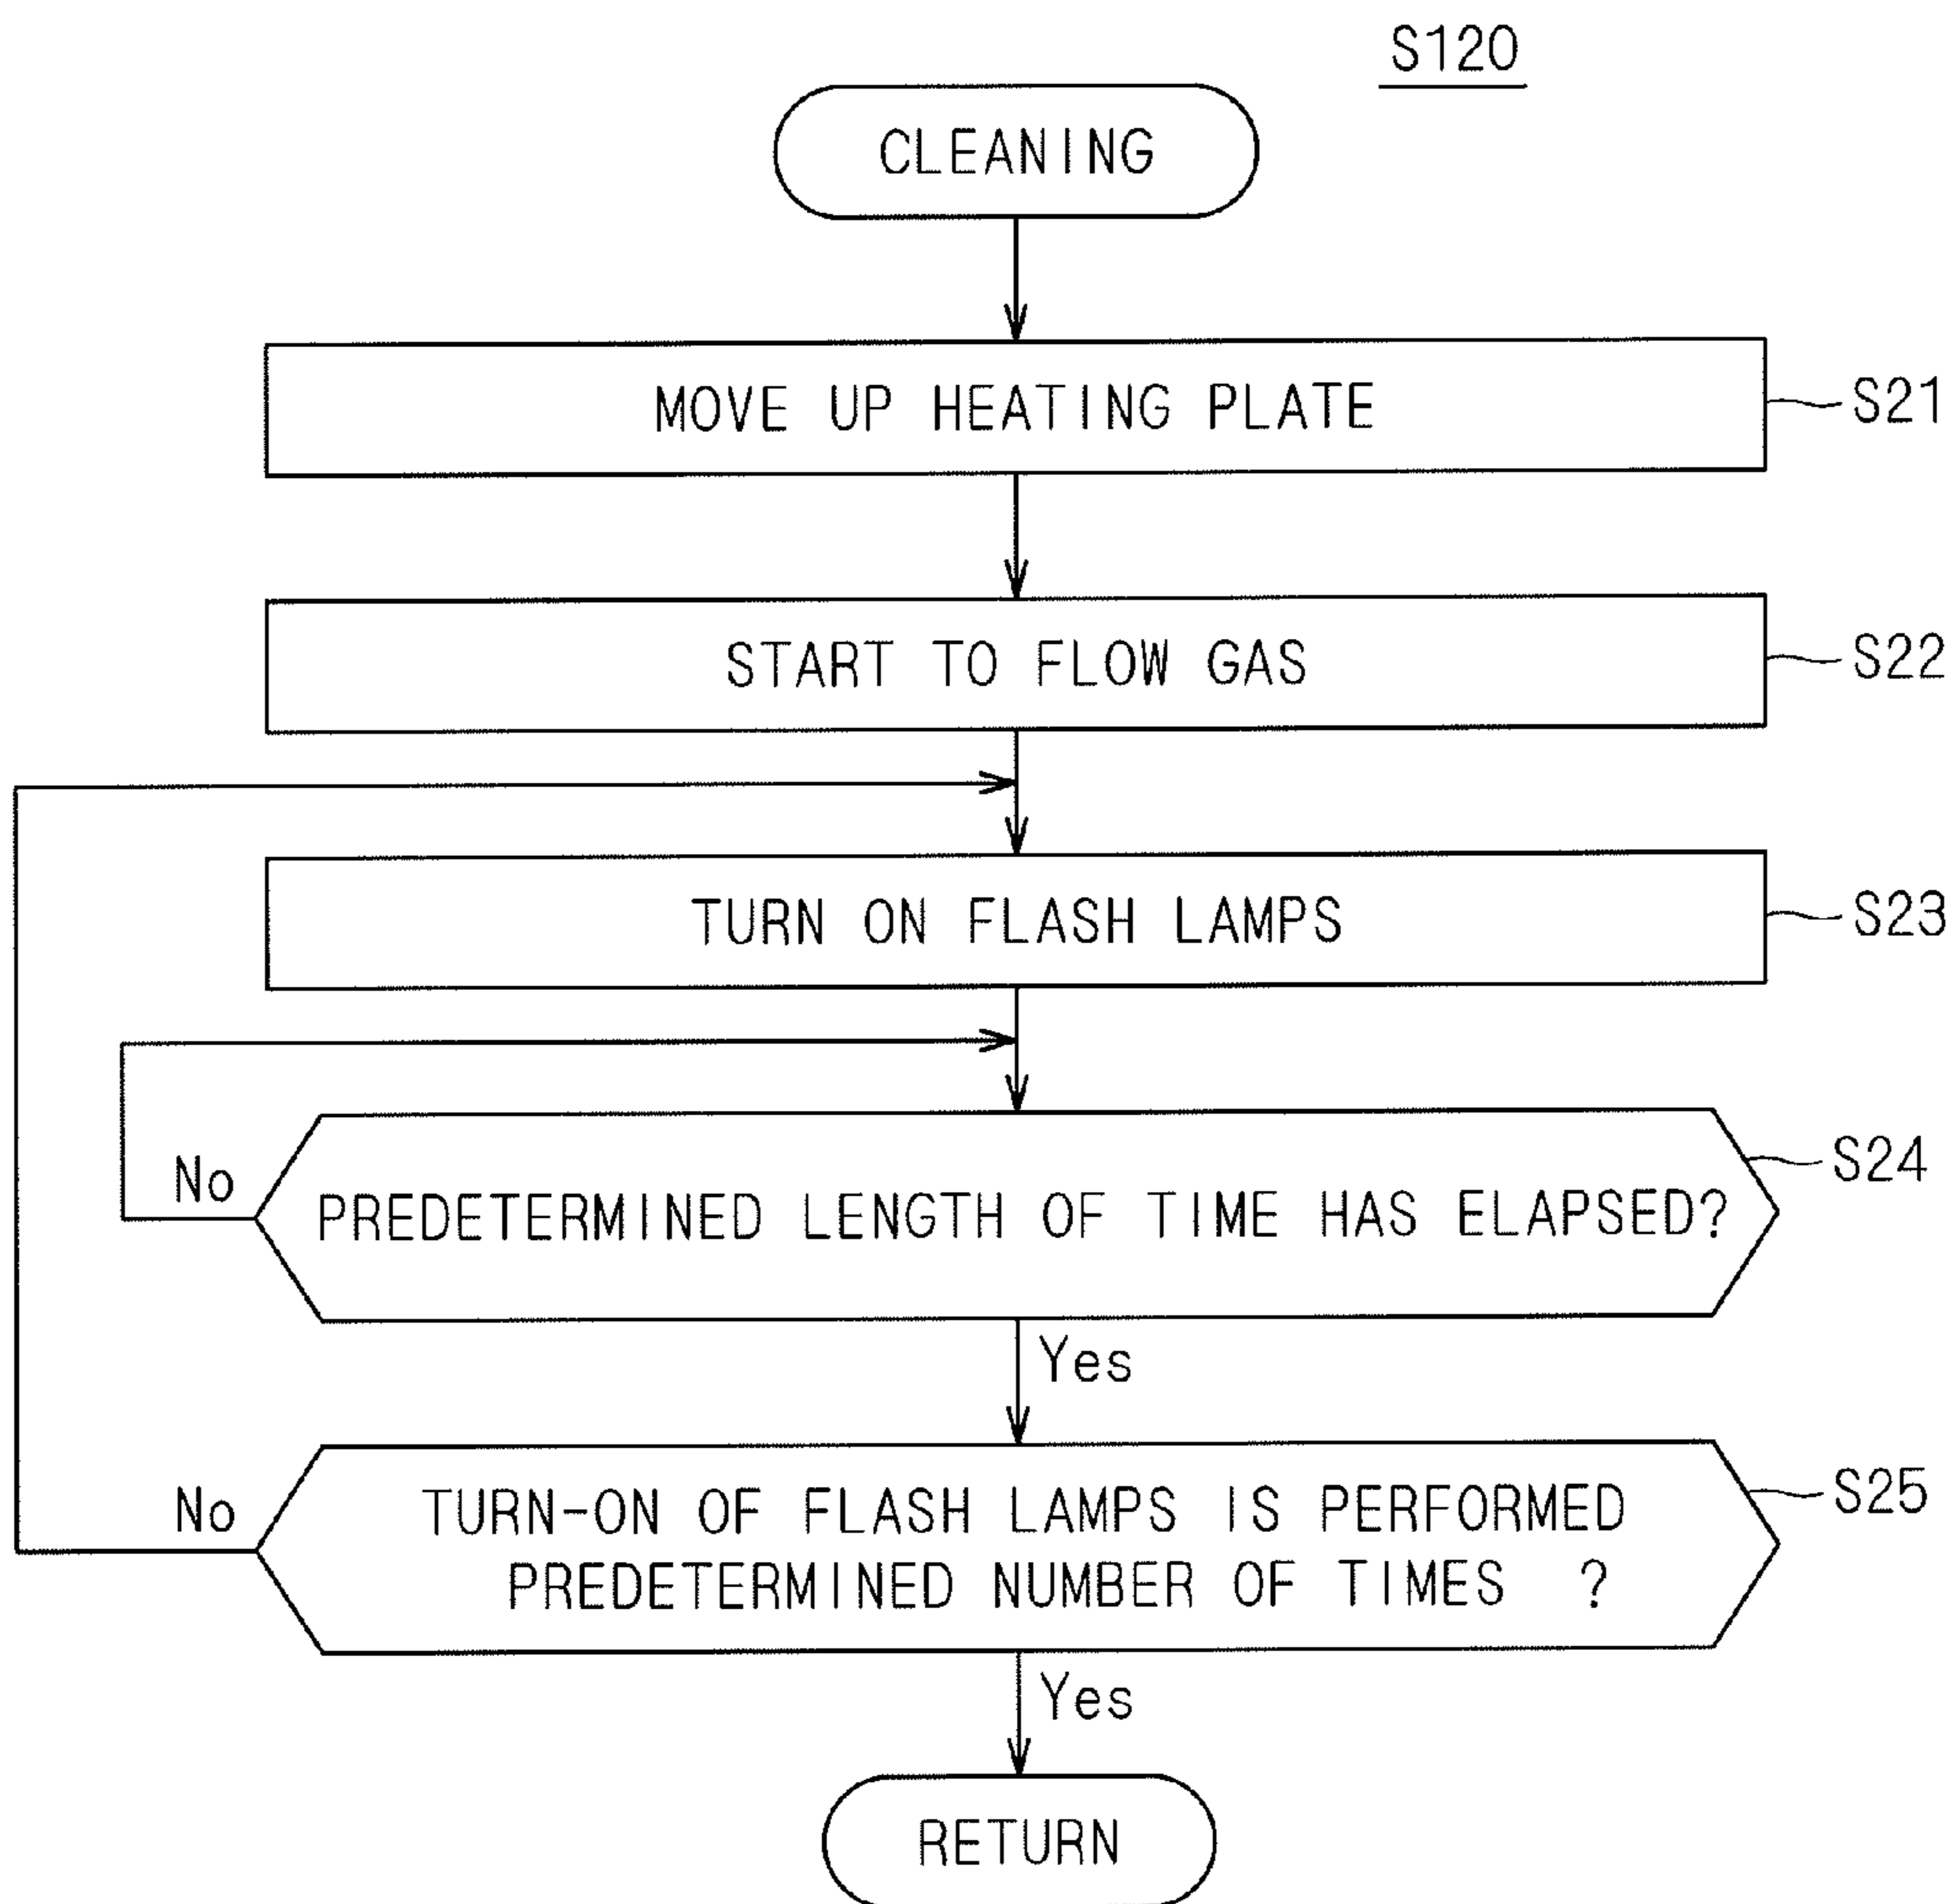 S120
CLEANING
MOVE UP HEATING PLATE
S21
START TO FLOW GAS
S22
TURN ON FLASH LAMPS
S23
PREDETERMINED LENGTH OF TIME HAS ELAPSED?
S24
No
Yes
TURN-ON OF FLASH LAMPS IS PERFORMED
PREDETERMINED NUMBER OF TIMES ?
S25
No
Yes
RETURN